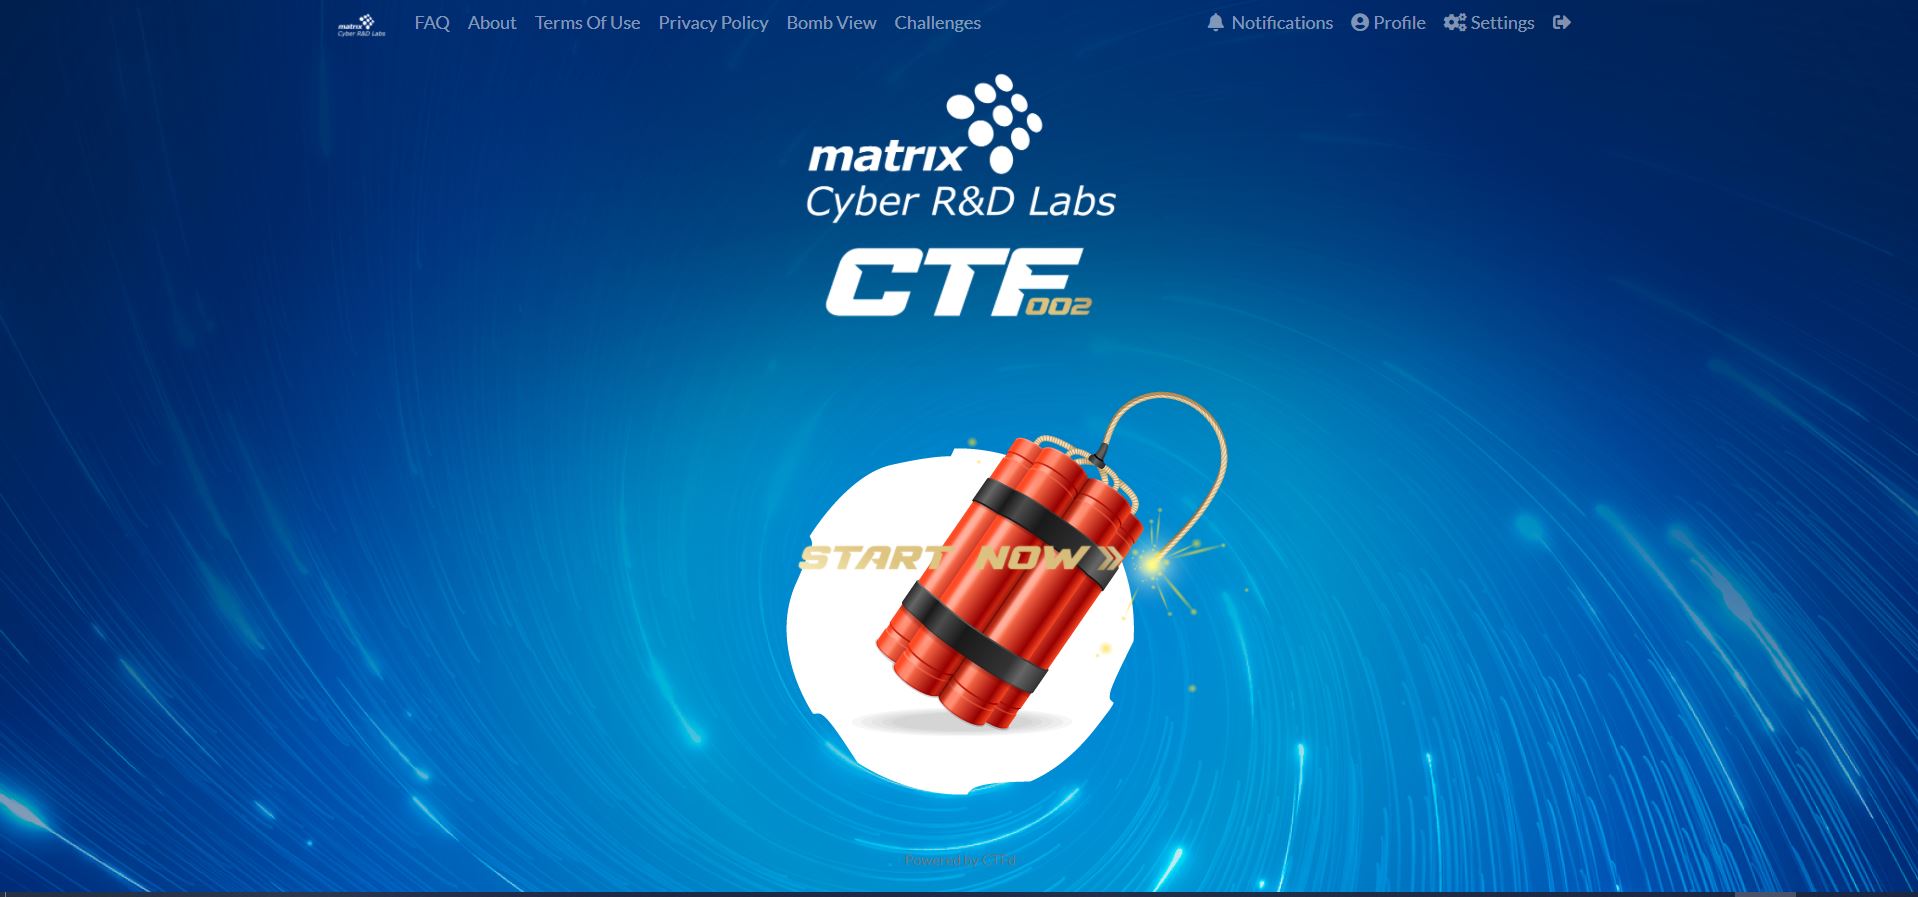 matrix
Cyber R&D Labs
FAQ About Terms Of Use Privacy Policy Bomb View Challenges Notifications Profile Settings
matrix
Cyber R&D Labs
CTF 002
START NOW »
Powered by CTFd